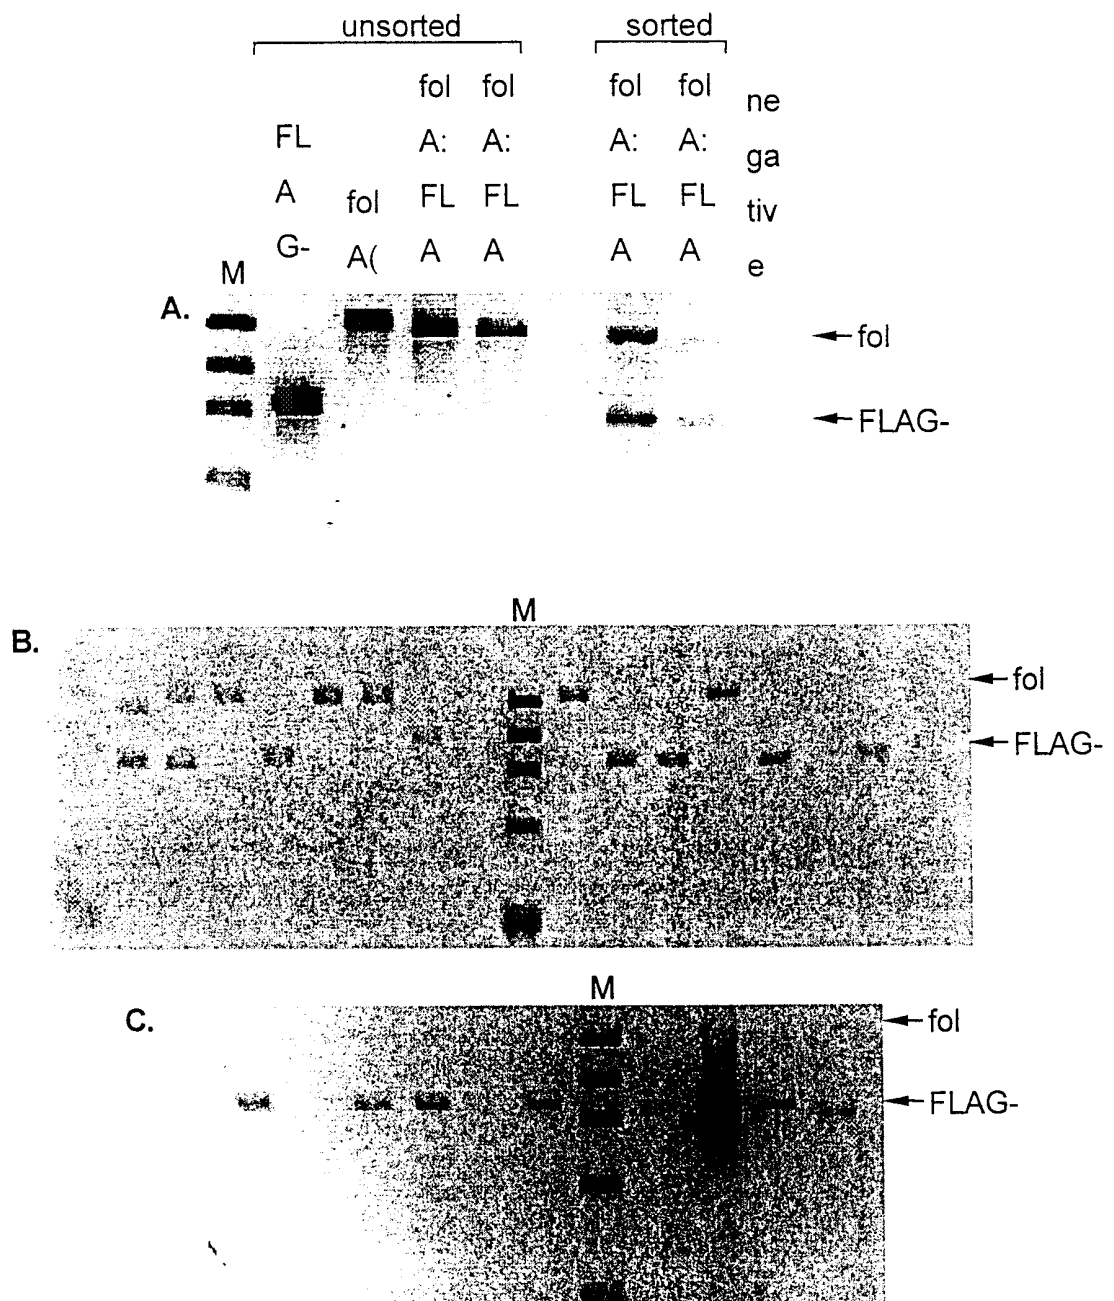 unsorted sorted
fol fol fol fol ne
FL A: A: A: A: ga
A fol FL FL FL FL tiv
G- A( A A A A e
M
A.
fol
FLAG-
M
B.
fol
FLAG-
M
C.
fol
FLAG-